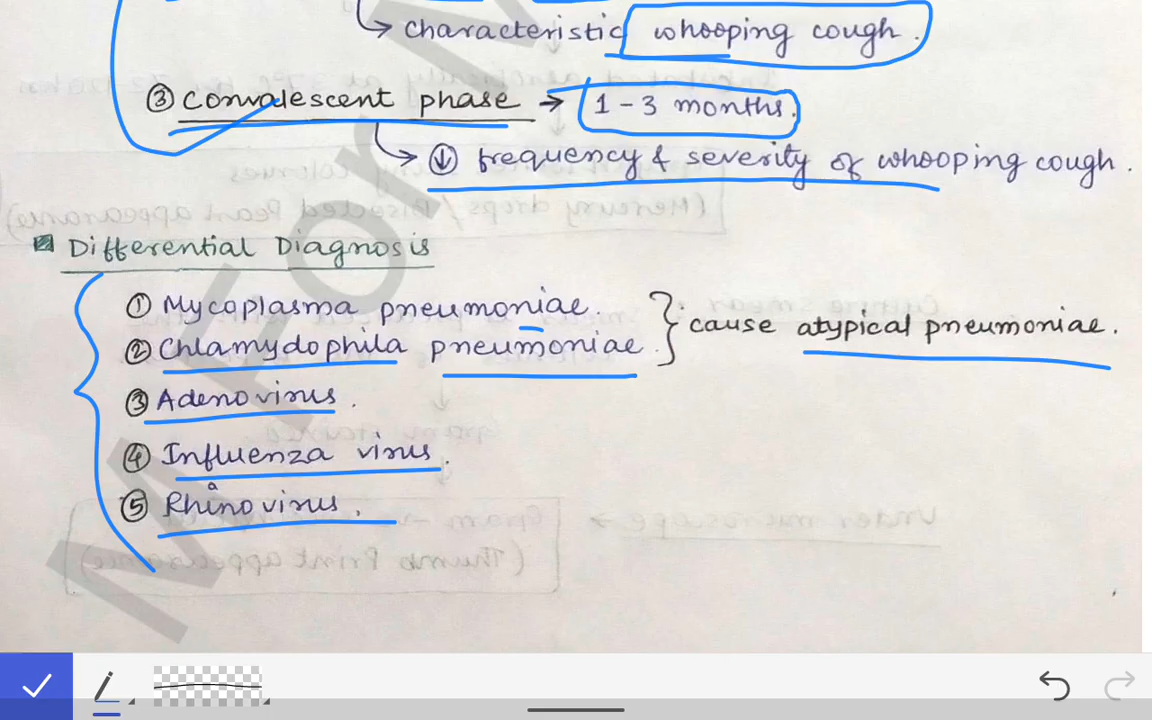 ↳ characteristic whooping cough.
③ Convalescent phase → 1-3 months.
↳ ↓ frequency & severity of whooping cough.
Differential Diagnosis
① Mycoplasma pneumoniae.
② Chlamydophila pneumoniae.
} cause atypical pneumoniae.
③ Adenovirus.
④ Influenza virus.
⑤ Rhinovirus.